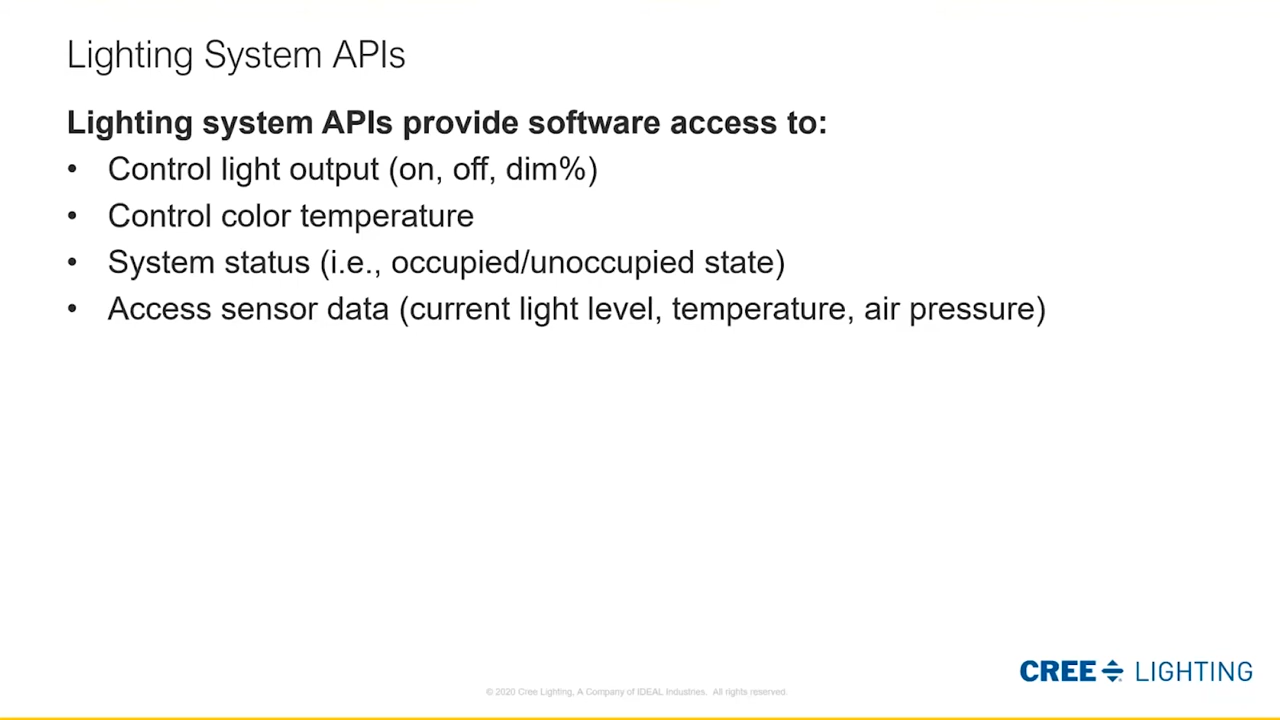 Lighting System APIs
Lighting system APIs provide software access to:
• Control light output (on, off, dim%)
• Control color temperature
• System status (i.e., occupied/unoccupied state)
• Access sensor data (current light level, temperature, air pressure)
CREE LIGHTING
© 2020 Cree Lighting, A Company of IDEAL Industries. All rights reserved.